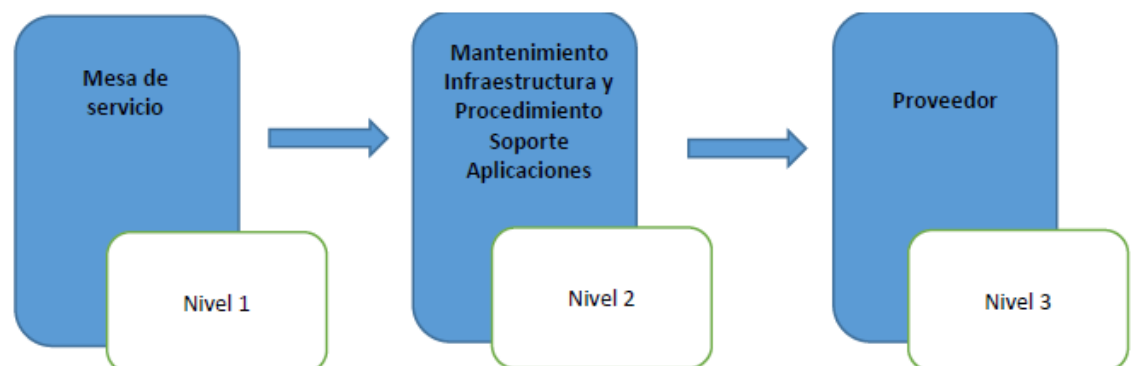 Mesa de
servicio
Nivel 1
Mantenimiento
Infraestructura y
Procedimiento
Soporte
Aplicaciones
Nivel 2
Proveedor
Nivel 3